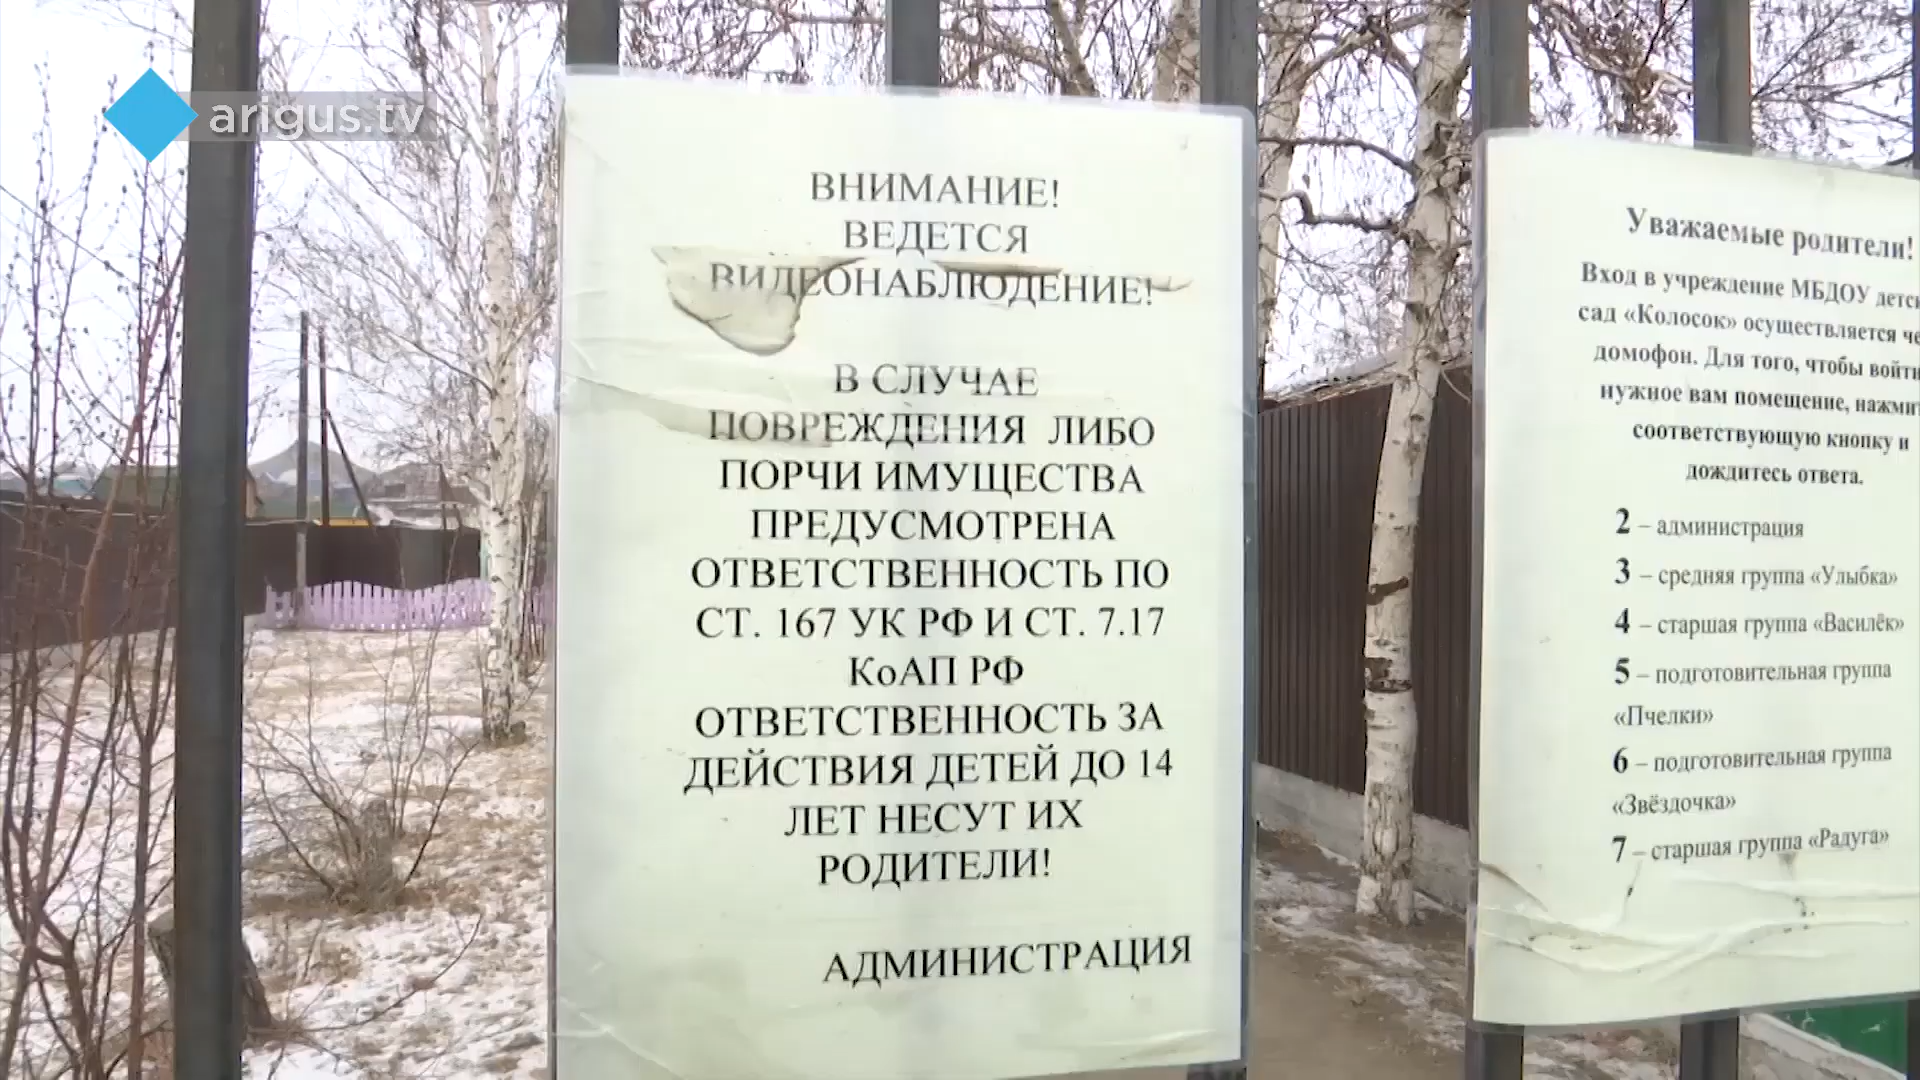 arigus.tv
ВНИМАНИЕ!
ВЕДЕТСЯ
ВИДЕОНАБЛЮДЕНИЕ!
В СЛУЧАЕ
ПОВРЕЖДЕНИЯ ЛИБО
ПОРЧИ ИМУЩЕСТВА
ПРЕДУСМОТРЕНА
ОТВЕТСТВЕННОСТЬ ПО
СТ. 167 УК РФ И СТ. 7.17
КоАП РФ
ОТВЕТСТВЕННОСТЬ ЗА
ДЕЙСТВИЯ ДЕТЕЙ ДО 14
ЛЕТ НЕСУТ ИХ
РОДИТЕЛИ!
АДМИНИСТРАЦИЯ
Уважаемые родители!
Вход в учреждение МБДОУ
сад «Колосок» осуществляется
домофон. Для того, чтобы войти
нужное вам помещение,
соответствующую кнопку и
дождитесь ответа.
2 – администрация
3 – средняя группа «Улыбка»
4 – старшая группа «Василёк»
5 – подготовительная группа
«Пчелки»
6 – подготовительная группа
«Звёздочка»
7 – старшая группа «Радуга»